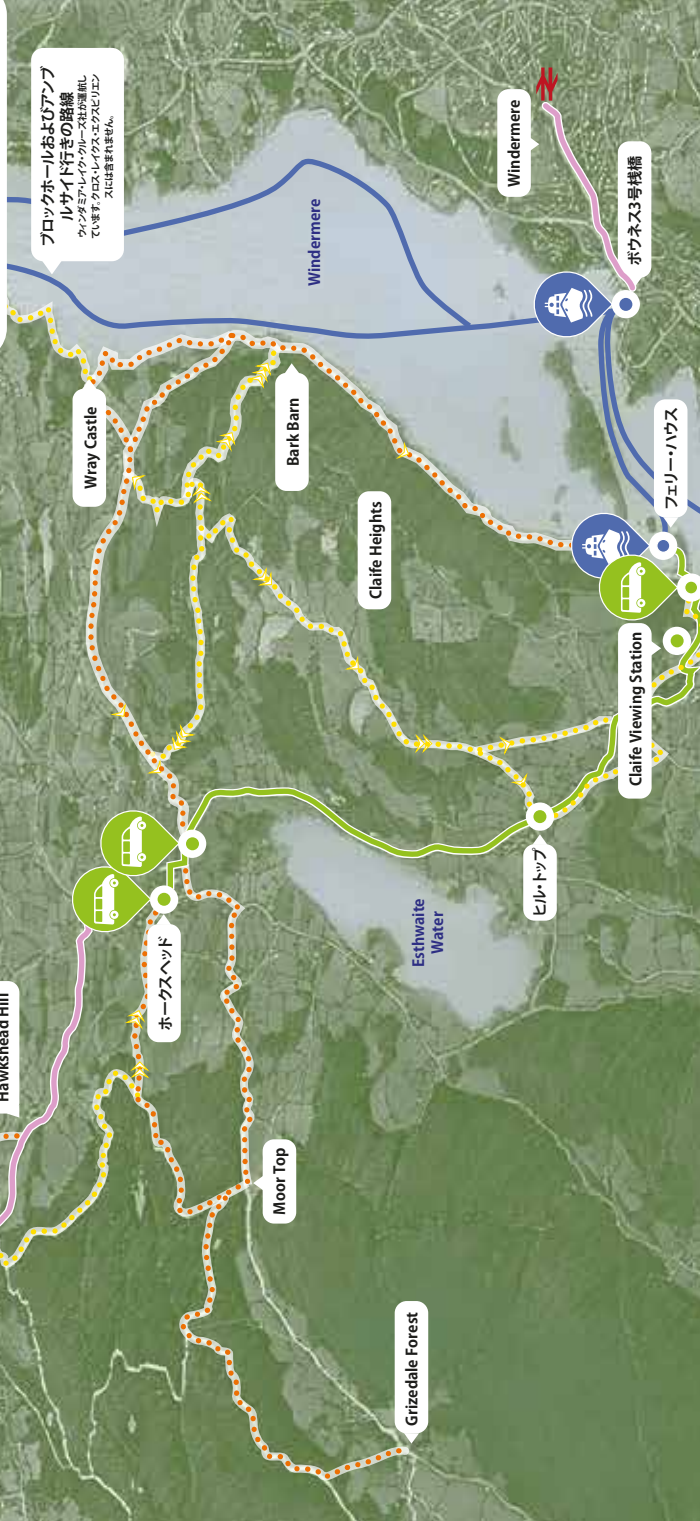 ブロックホールおよびアンブ
ルサイド行きの路線
ウィンダミア・レイク・クルーズ社が運航し
ています。クロス・レイクス・エクスピリエン
スには含まれません。
Windermere
ボウネス3号桟橋
Windermere
Wray Castle
Bark Barn
フェリー・ハウス
Claife Heights
Claife Viewing Station
ヒル・トップ
Esthwaite
Water
ホークスヘッド
Hawkshead Hill
Moor Top
Grizedale Forest